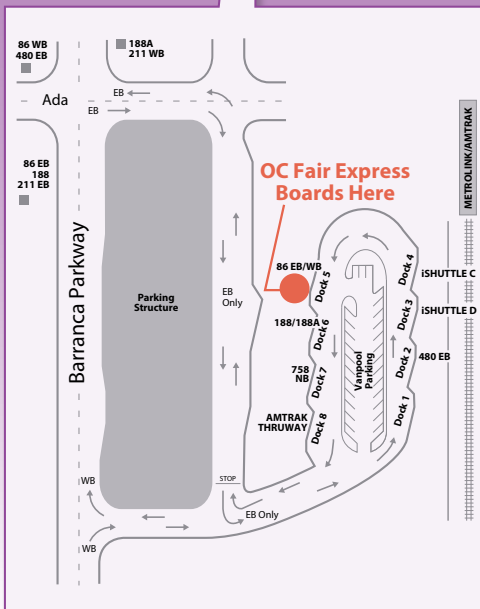 86 WB
480 EB
188A
211 WB
Ada
EB
EB
METROLINK/AMTRAK
86 EB
188
211 EB
OC Fair Express
Boards Here
Barranca Parkway
86 EB/WB
Dock 5
Dock 4
iSHUTTLE C
Parking
Structure
EB
Only
188/188A
Dock 6
Dock 3
iSHUTTLE D
758
NB
Dock 7
Vanpool
Parking
Dock 2
480 EB
AMTRAK
THRUWAY
Dock 8
Dock 1
WB
STOP
EB Only
WB